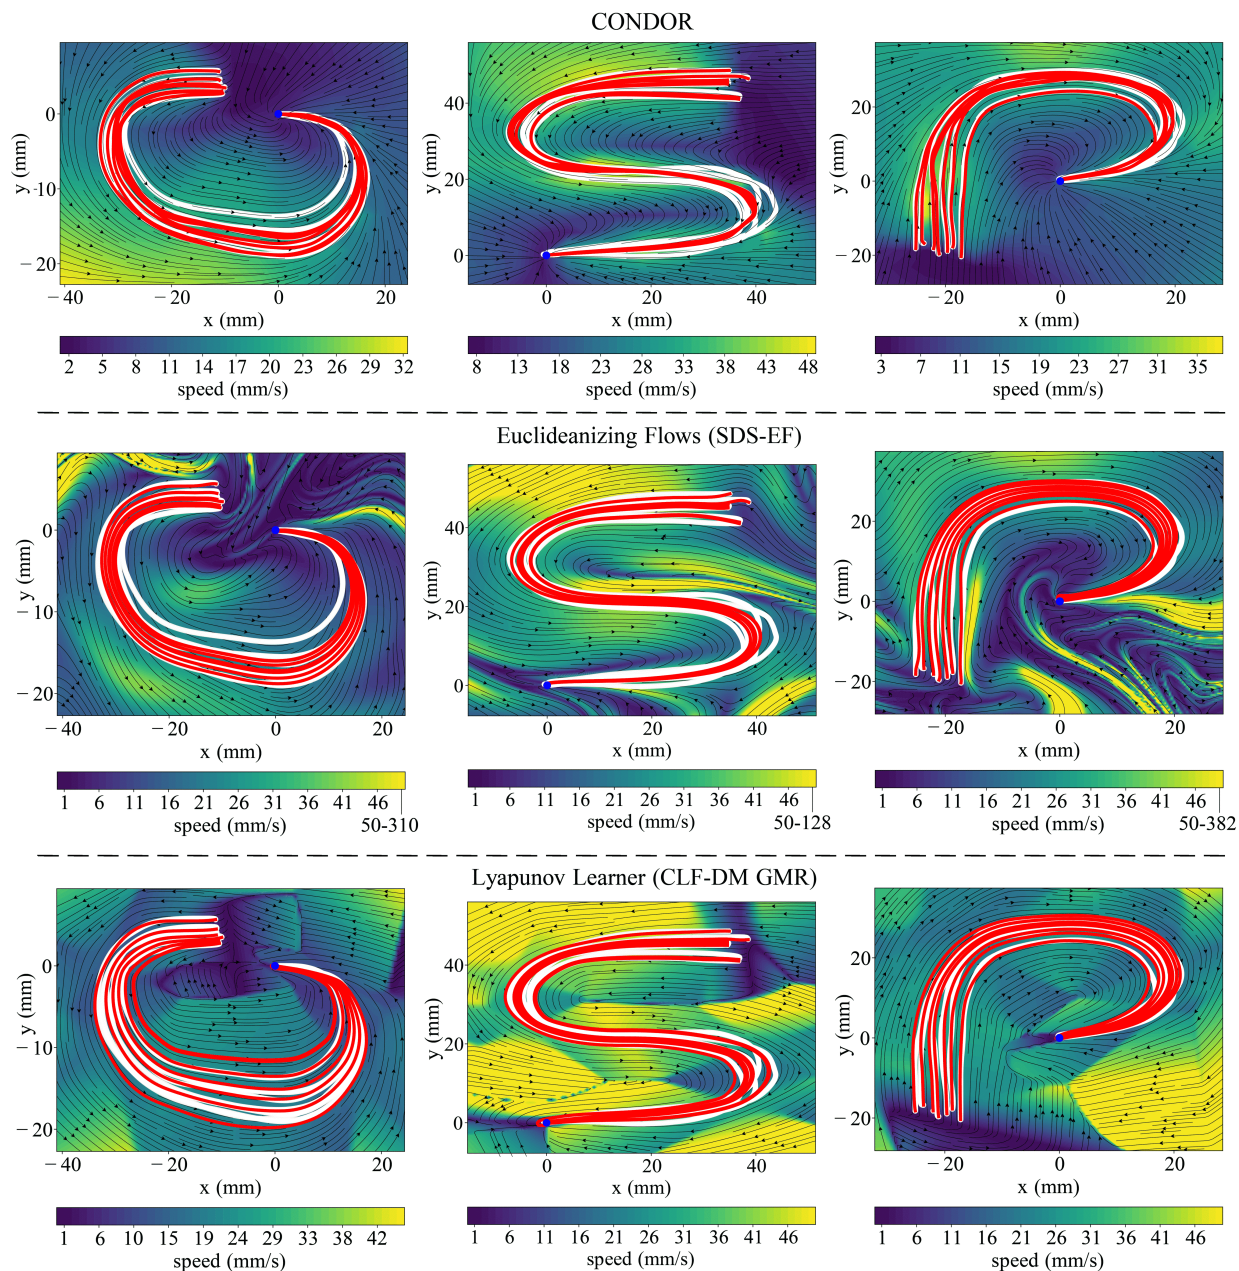 CONDOR
y (mm)
0
−10
−20
−40
−20
0
20
x (mm)
2 5 8 11 14 17 20 23 26 29 32
speed (mm/s)
y (mm)
40
20
0
0
20
40
x (mm)
8 13 18 23 28 33 38 43 48
speed (mm/s)
y (mm)
20
0
−20
−20
0
20
x (mm)
3 7 11 15 19 23 27 31 35
speed (mm/s)
Euclideanizing Flows (SDS-EF)
y (mm)
0
−10
−20
−40
−20
0
20
x (mm)
1 6 11 16 21 26 31 36 41 46
speed (mm/s)
50-310
y (mm)
40
20
0
0
20
40
x (mm)
1 6 11 16 21 26 31 36 41 46
speed (mm/s)
50-128
y (mm)
20
0
−20
−20
0
20
x (mm)
1 6 11 16 21 26 31 36 41 46
speed (mm/s)
50-382
Lyapunov Learner (CLF-DM GMR)
y (mm)
0
−10
−20
−40
−20
0
20
x (mm)
1 6 10 15 19 24 29 33 38 42
speed (mm/s)
y (mm)
40
20
0
0
20
40
x (mm)
1 6 11 16 21 26 31 36 41 46
speed (mm/s)
y (mm)
20
0
−20
−20
0
20
x (mm)
1 6 11 16 21 26 31 36 41 46
speed (mm/s)